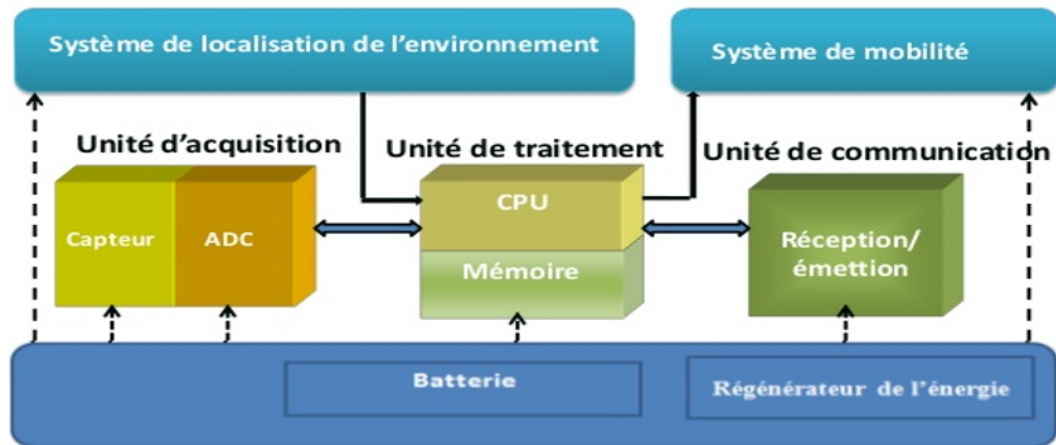 Système de localisation de l'environnement
Système de mobilité
Unité d'acquisition
Unité de traitement
Unité de communication
Capteur
ADC
CPU
Mémoire
Réception/
émettion
Batterie
Régénérateur de l'énergie